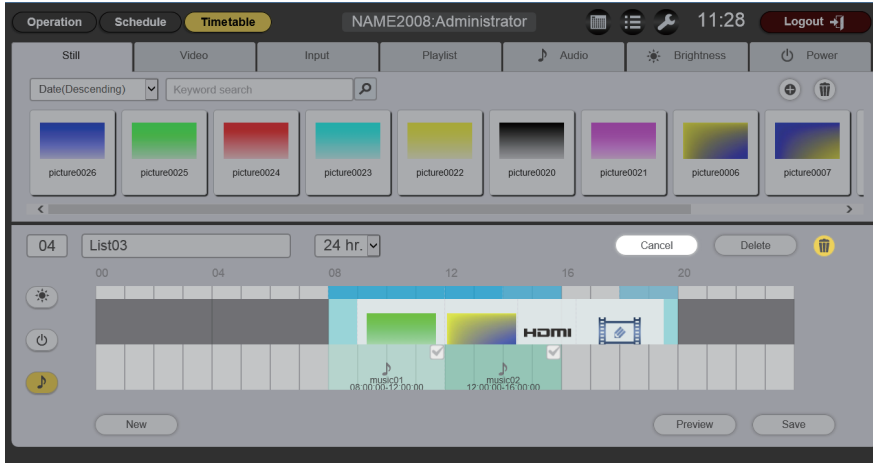 Operation Schedule Timetable NAME2008:Administrator 11:28 Logout
Still Video Input Playlist Audio Brightness Power
Date(Descending) Keyword search
picture0026 picture0025 picture0024 picture0023 picture0022 picture0020 picture0021 picture0006 picture0007
04 List03 24 hr. Cancel Delete
00 04 08 12 16 20
HDMI
music01 music02
08:00:00-12:00:00 12:00:00-16:00:00
New Preview Save